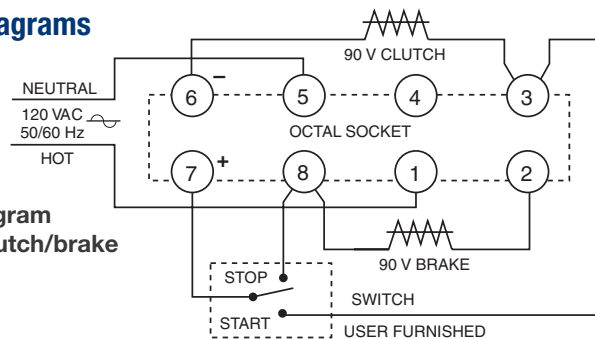 agrams
90 V CLUTCH
NEUTRAL
6 − 5 4 3
120 VAC
50/60 Hz
OCTAL SOCKET
HOT
7 + 8 1 2
gram
utch/brake
90 V BRAKE
STOP
SWITCH
START
USER FURNISHED